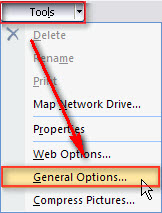 Tools
Delete
Rename
Print
Map Network Drive...
Properties
Web Options...
General Options...
Compress Pictures...